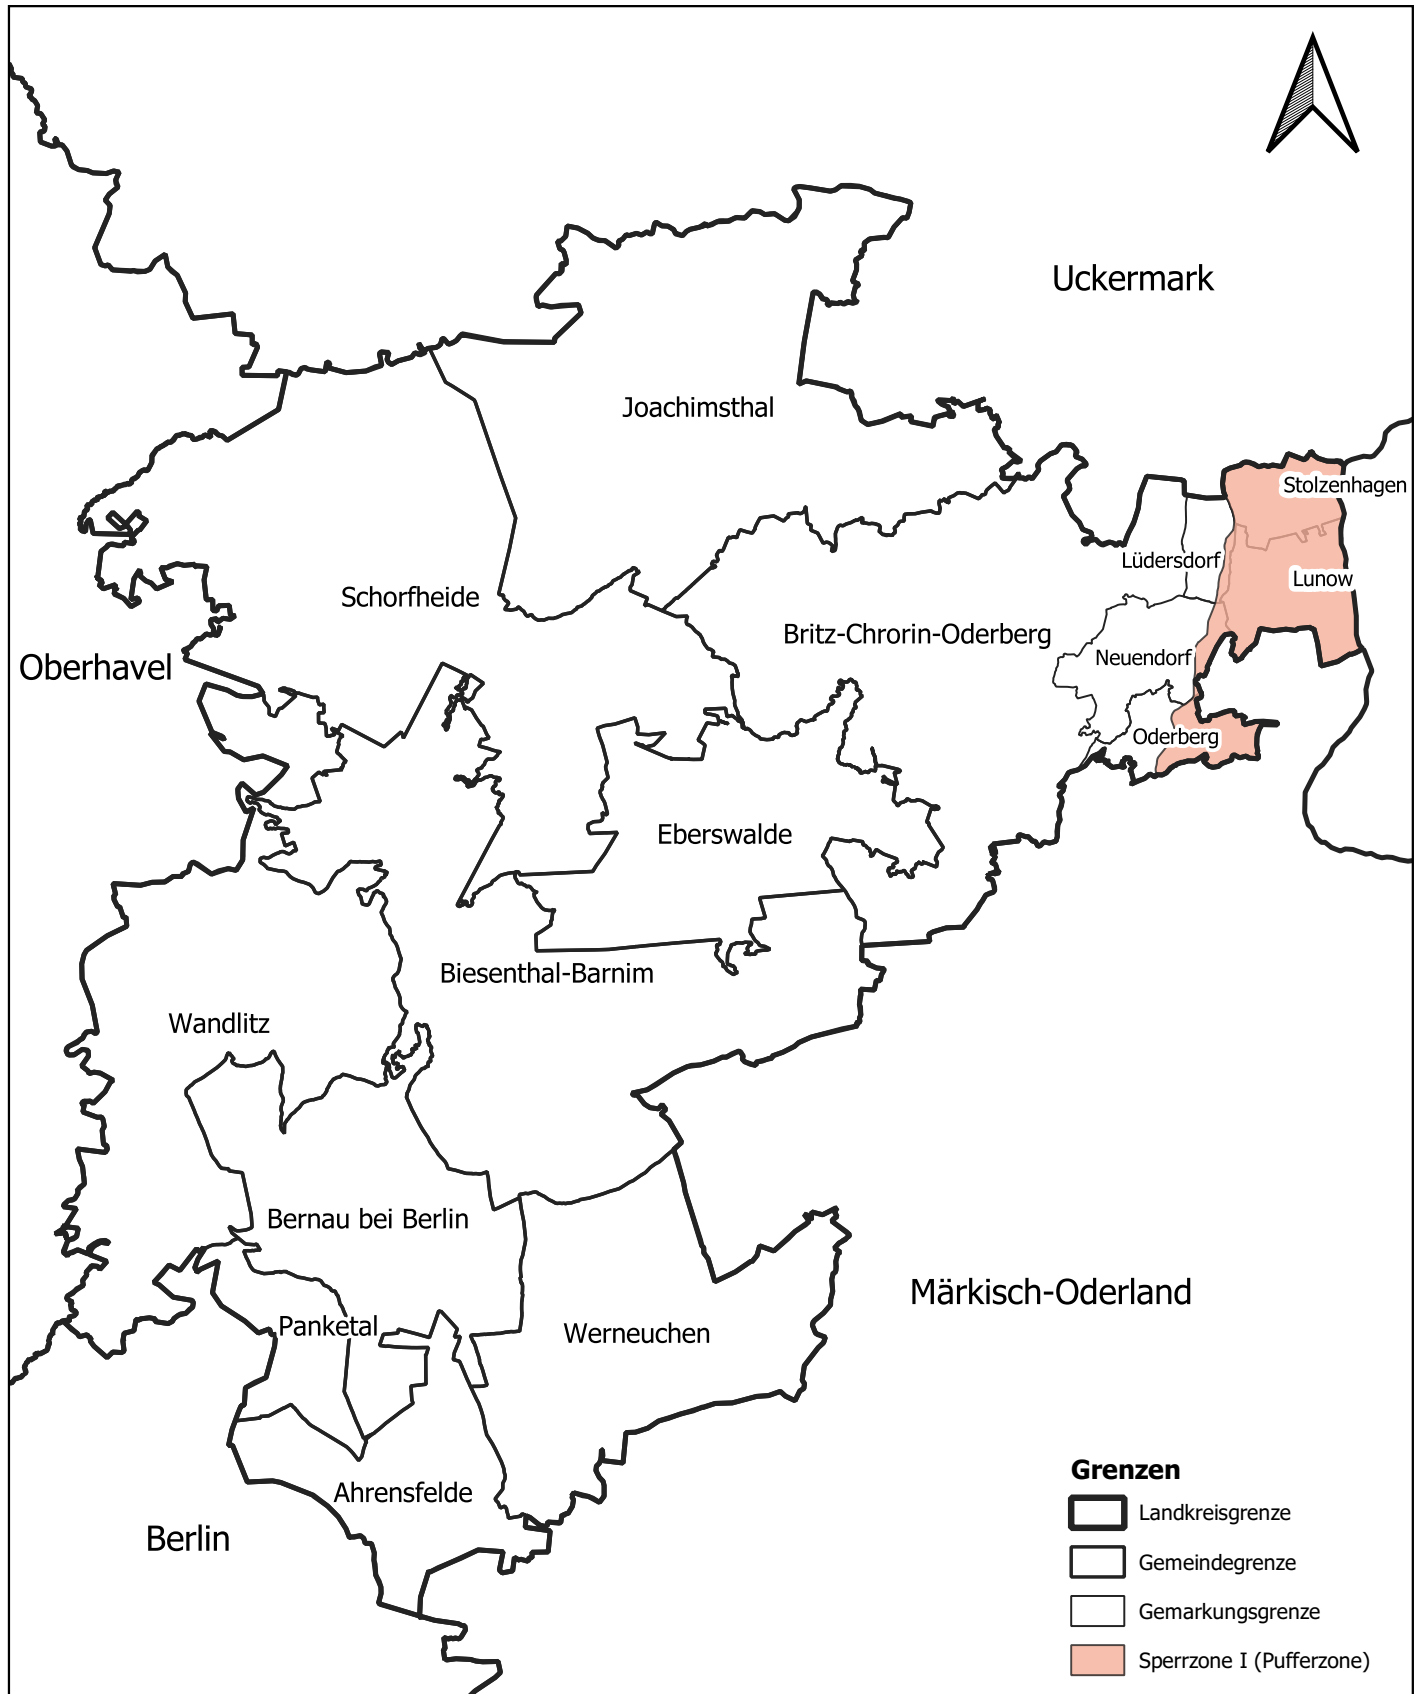 Uckermark
Joachimsthal
Stolzenhagen
Lüdersdorf
Lunow
Schorfheide
Britz-Chrorin-Oderberg
Neuendorf
Oberhavel
Oderberg
Eberswalde
Biesenthal-Barnim
Wandlitz
Bernau bei Berlin
Märkisch-Oderland
Panketal
Werneuchen
Ahrensfelde
Berlin
Grenzen
Landkreisgrenze
Gemeindegrenze
Gemarkungsgrenze
Sperrzone I (Pufferzone)